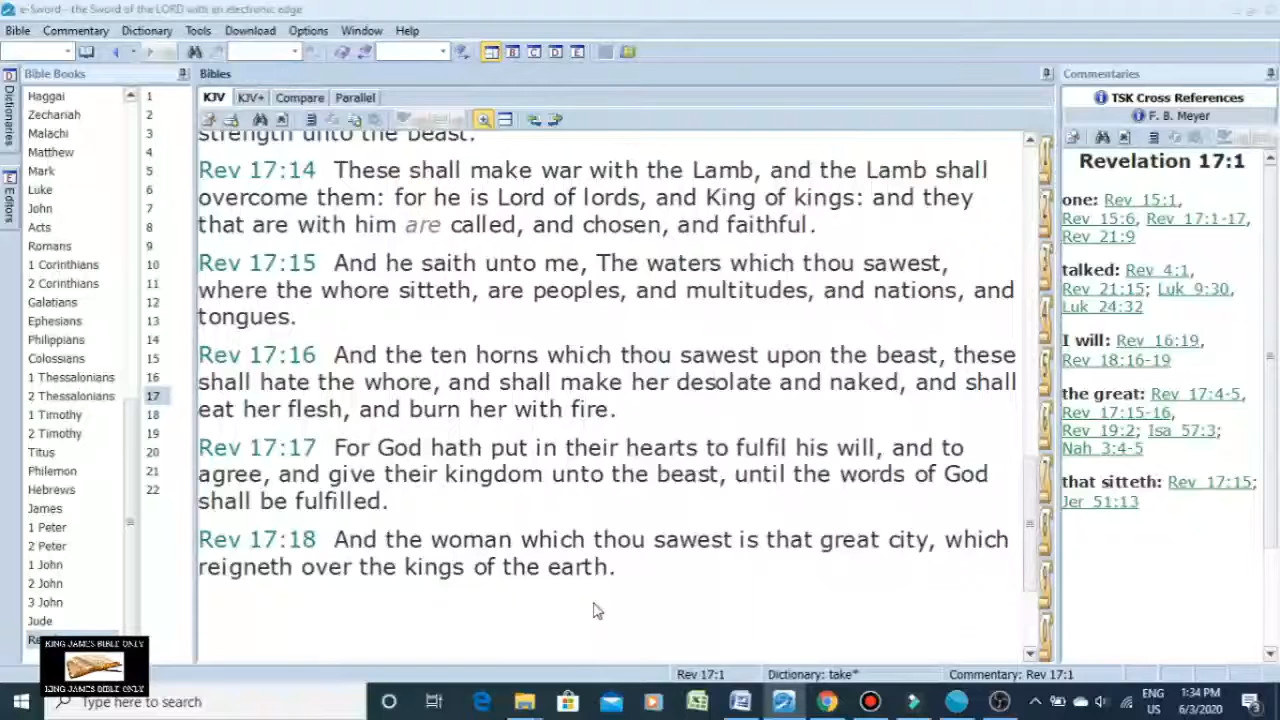 e-Sword - the Sword of the LORD with an electronic edge
Bible Commentary Dictionary Tools Download Options Window Help
Bible Books
Haggai
Zechariah
Malachi
Matthew
Mark
Luke
John
Acts
Romans
1 Corinthians
2 Corinthians
Galatians
Ephesians
Philippians
Colossians
1 Thessalonians
2 Thessalonians
1 Timothy
2 Timothy
Titus
Philemon
Hebrews
James
1 Peter
2 Peter
1 John
2 John
3 John
Jude
1
2
3
4
5
6
7
8
9
10
11
12
13
14
15
16
17
18
19
20
21
22
Dictionaries
Editors
Bibles
KJV KJV+ Compare Parallel
strength unto the beast.
Rev 17:14 These shall make war with the Lamb, and the Lamb shall
overcome them: for he is Lord of lords, and King of kings: and they
that are with him are called, and chosen, and faithful.
Rev 17:15 And he saith unto me, The waters which thou sawest,
where the whore sitteth, are peoples, and multitudes, and nations, and
tongues.
Rev 17:16 And the ten horns which thou sawest upon the beast, these
shall hate the whore, and shall make her desolate and naked, and shall
eat her flesh, and burn her with fire.
Rev 17:17 For God hath put in their hearts to fulfil his will, and to
agree, and give their kingdom unto the beast, until the words of God
shall be fulfilled.
Rev 17:18 And the woman which thou sawest is that great city, which
reigneth over the kings of the earth.
Commentaries
TSK Cross References
F. B. Meyer
Revelation 17:1
one: Rev 15:1,
Rev 15:6, Rev 17:1-17,
Rev 21:9
talked: Rev 4:1,
Rev 21:15; Luk 9:30,
Luk 24:32
I will: Rev 16:19,
Rev 18:16-19
the great: Rev 17:4-5,
Rev 17:15-16,
Rev 19:2; Isa 57:3;
Nah 3:4-5
that sitteth: Rev 17:15;
Jer 51:13
KING JAMES BIBLE ONLY
KING JAMES BIBLE ONLY
Rev 17:1 Dictionary: take* Commentary: Rev 17:1
Type here to search
ENG
US
1:34 PM
6/3/2020
3